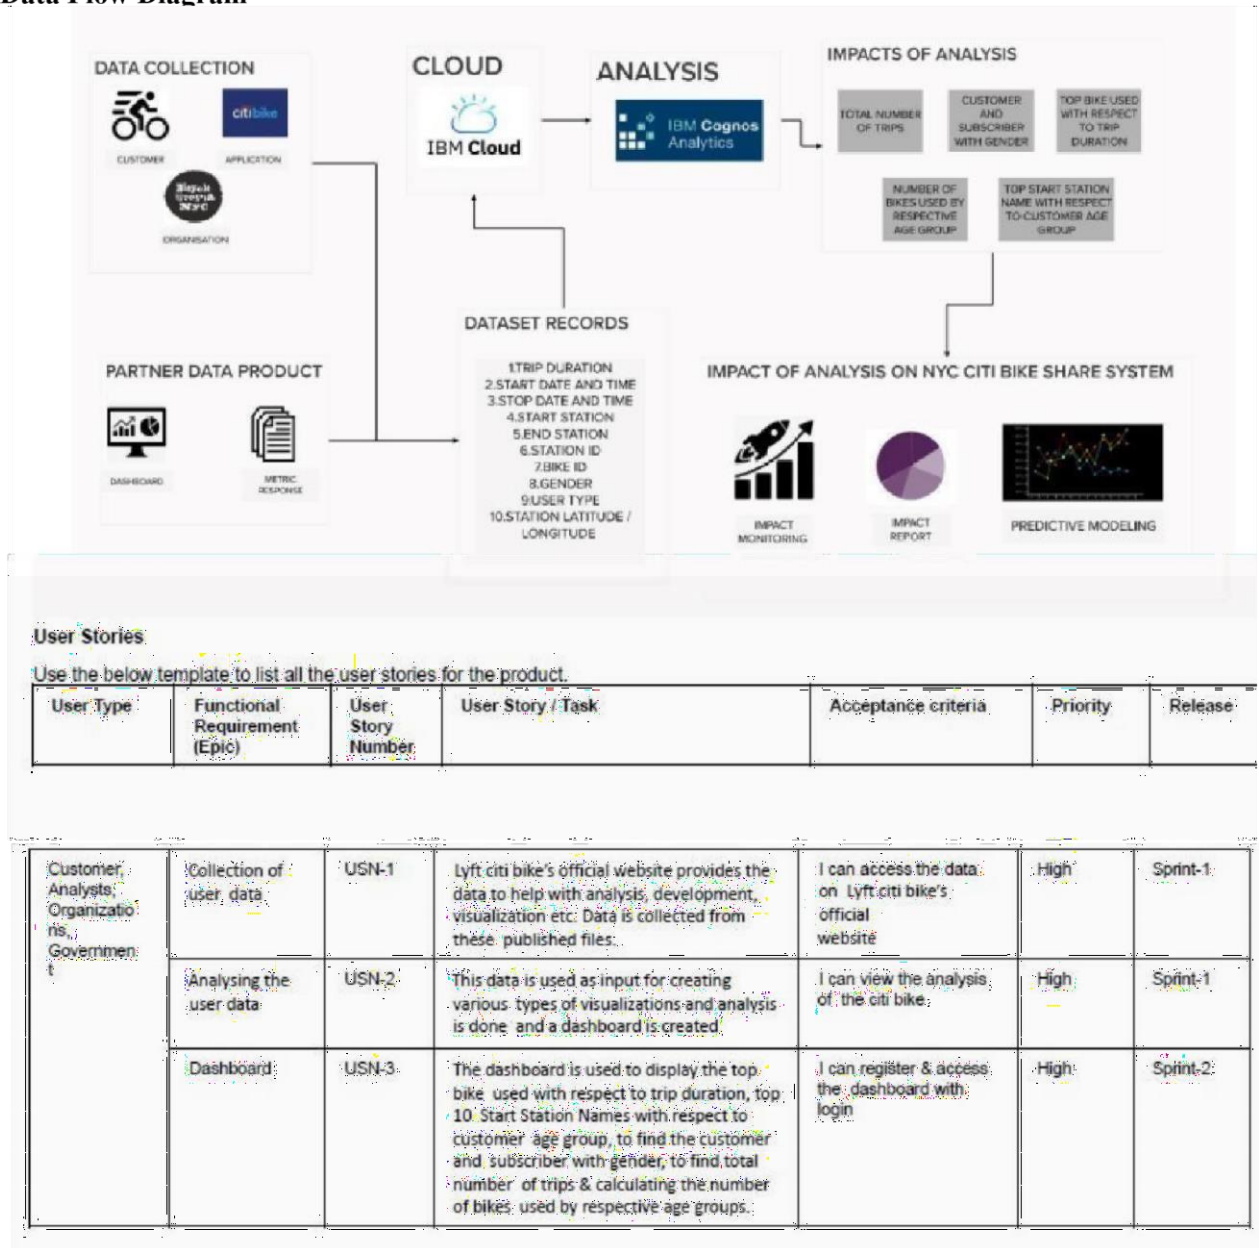 Data Flow Diagram
DATA COLLECTION
citibike
CUSTOMER
APPLICATION
NYC
ORGANISATION
CLOUD
IBM Cloud
ANALYSIS
IBM Cognos
Analytics
IMPACTS OF ANALYSIS
TOTAL NUMBER
OF TRIPS
CUSTOMER
AND
SUBSCRIBER
WITH GENDER
TOP BIKE USED
WITH RESPECT
TO TRIP
DURATION
NUMBER OF
BIKES USED BY
RESPECTIVE
AGE GROUP
TOP START STATION
NAME WITH RESPECT
TO CUSTOMER AGE
GROUP
PARTNER DATA PRODUCT
DASHBOARD
METRIC
RESPONSE
DATASET RECORDS
1.TRIP DURATION
2.START DATE AND TIME
3.STOP DATE AND TIME
4.START STATION
5.END STATION
6.STATION ID
7.BIKE ID
8.GENDER
9.USER TYPE
10.STATION LATITUDE /
LONGITUDE
IMPACT OF ANALYSIS ON NYC CITI BIKE SHARE SYSTEM
IMPACT
MONITORING
IMPACT
REPORT
PREDICTIVE MODELING
User Stories
Use the below template to list all the user stories for the product.
User Type
Functional
Requirement
(Epic)
User
Story
Number
User Story / Task
Acceptance criteria
Priority
Release
Customer,
Analysts,
Organizatio
ns,
Governmen
t
Collection of
user data
USN-1
Lyft citi bike's official website provides the
data to help with analysis, development,
visualization etc. Data is collected from
these published files.
I can access the data
on Lyft citi bike's
official
website
High
Sprint-1
Analysing the
user data
USN-2
This data is used as input for creating
various types of visualizations and analysis
is done and a dashboard is created
I can view the analysis
of the citi bike.
High
Sprint-1
Dashboard
USN-3
The dashboard is used to display the top
bike used with respect to trip duration, top
10 Start Station Names with respect to
customer age group, to find the customer
and subscriber with gender, to find total
number of trips & calculating the number
of bikes used by respective age groups.
I can register & access
the dashboard with
login
High
Sprint-2